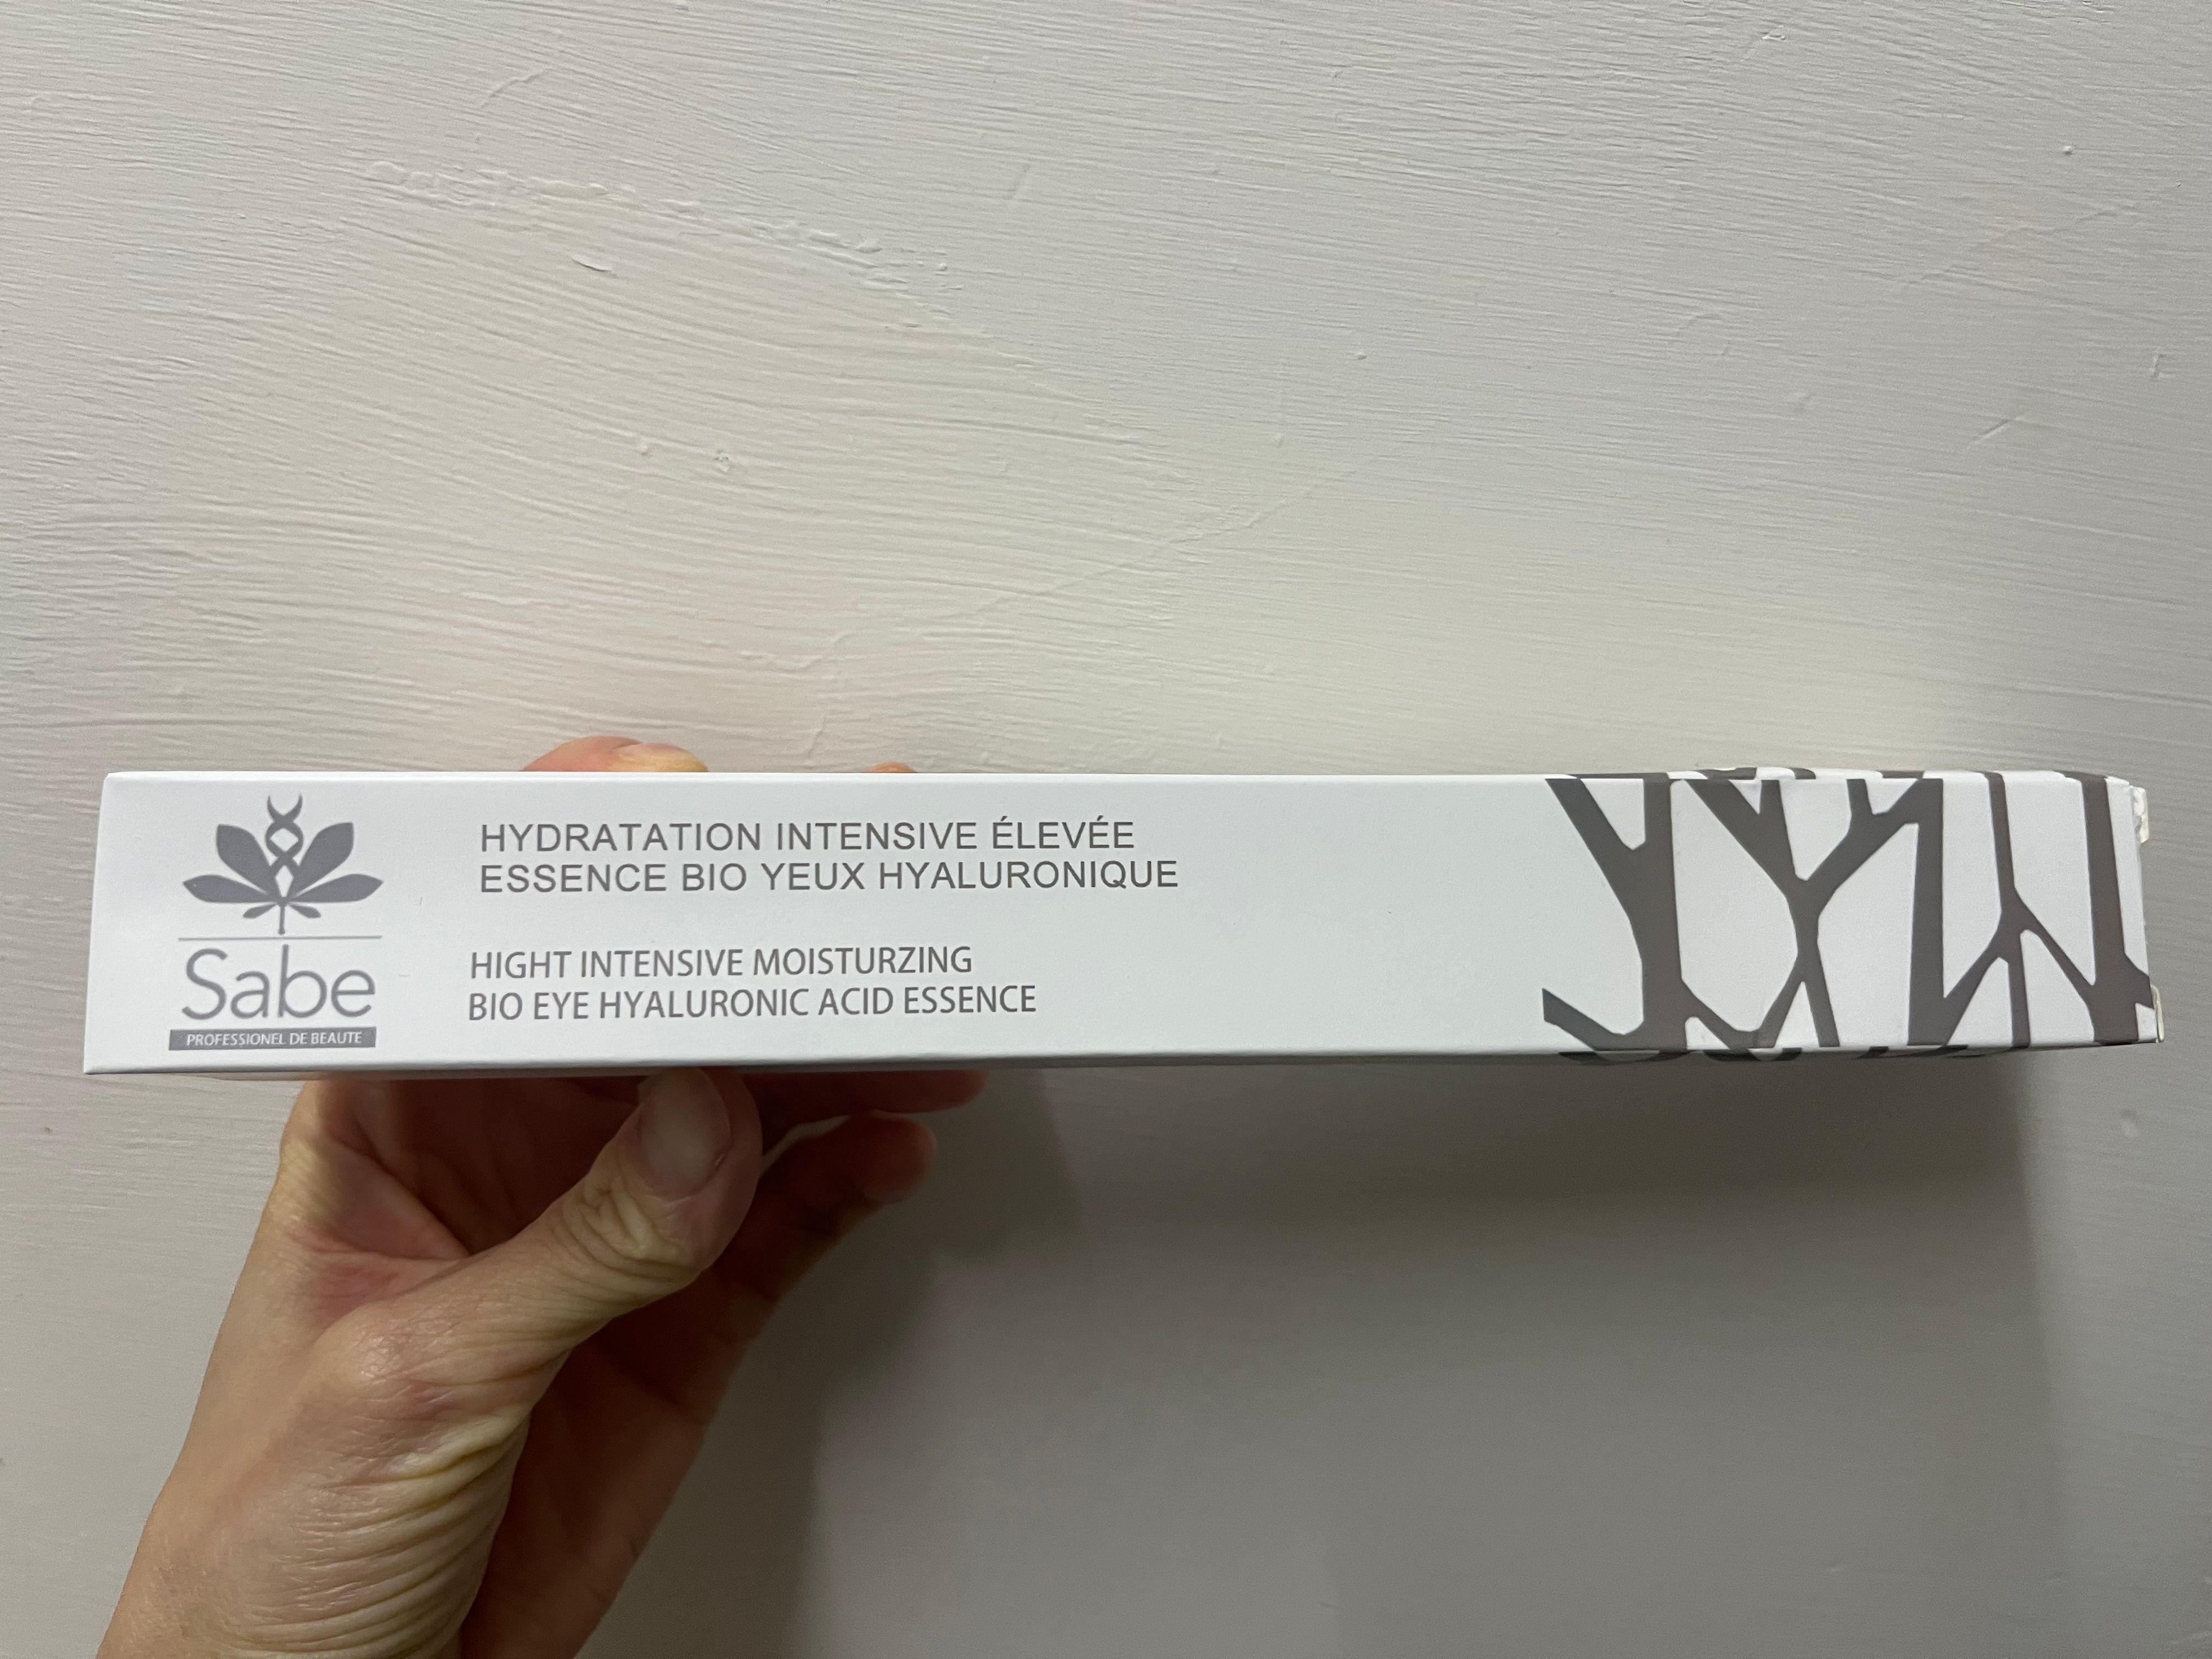 Sabe
PROFESSIONEL DE BEAUTE
HYDRATATION INTENSIVE ÉLEVÉE
ESSENCE BIO YEUX HYALURONIQUE
HIGHT INTENSIVE MOISTURZING
BIO EYE HYALURONIC ACID ESSENCE